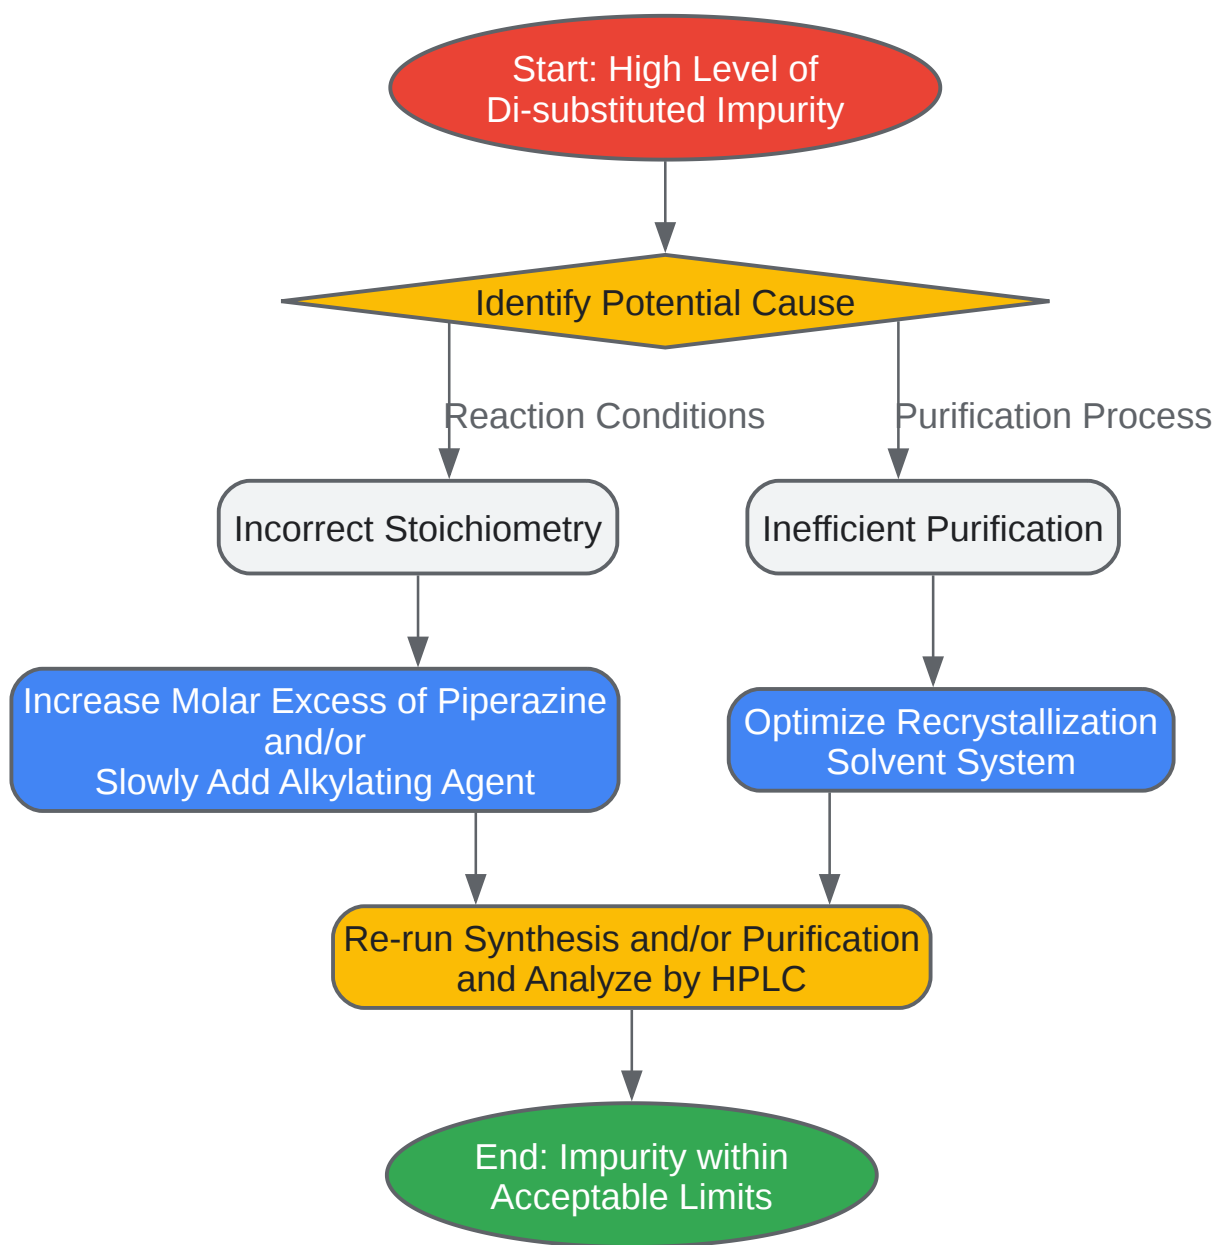 Start: High Level of
Di-substituted Impurity
Identify Potential Cause
Reaction Conditions
Purification Process
Incorrect Stoichiometry
Inefficient Purification
Increase Molar Excess of Piperazine
and/or
Slowly Add Alkylating Agent
Optimize Recrystallization
Solvent System
Re-run Synthesis and/or Purification
and Analyze by HPLC
End: Impurity within
Acceptable Limits